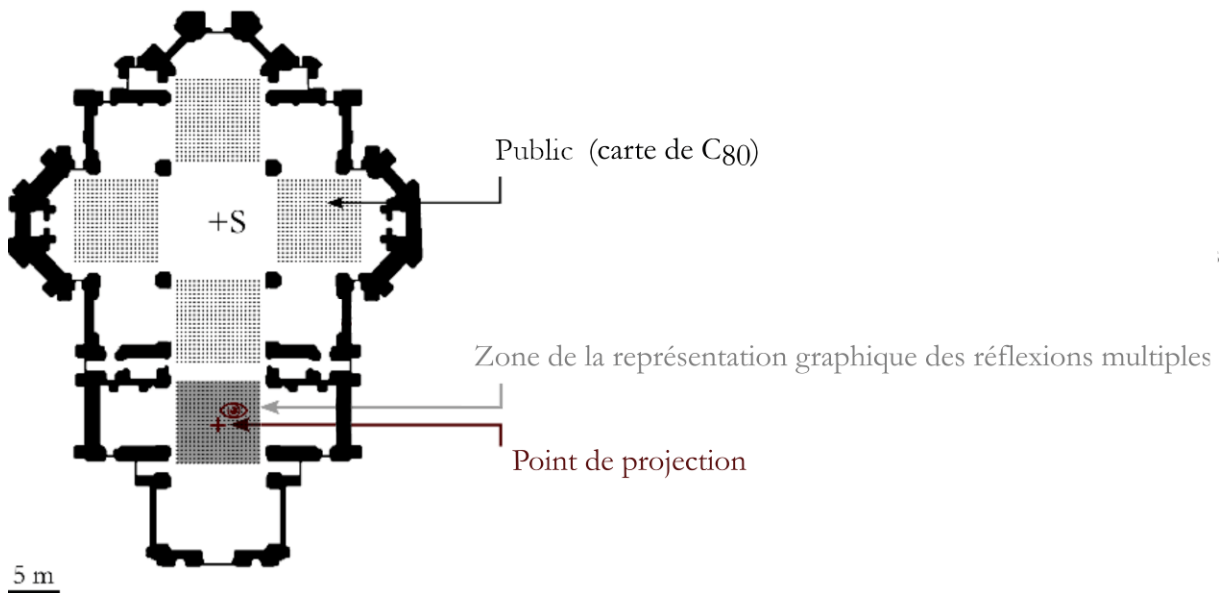 Public (carte de C80)
+S
Zone de la représentation graphique des réflexions multiples
Point de projection
5 m